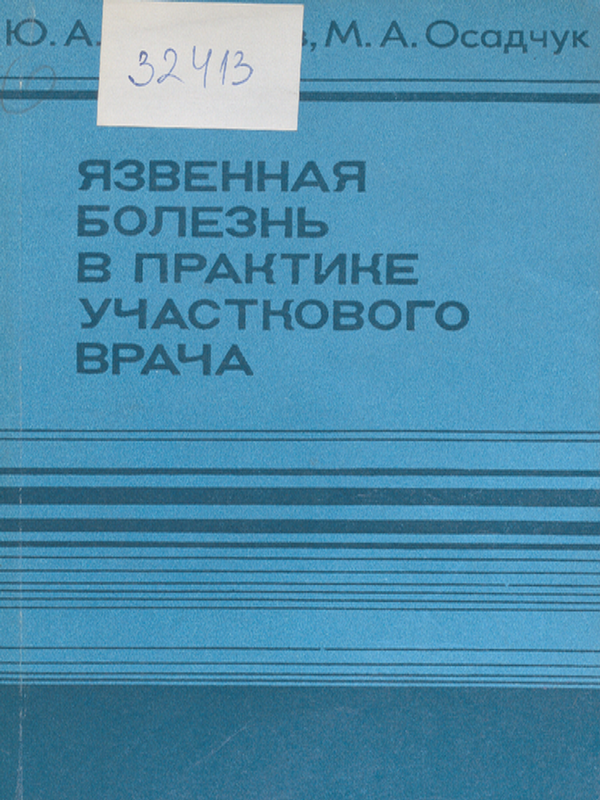 Ю. А. М. А. Осадчук
32413
ЯЗВЕННАЯ
БОЛЕЗНЬ
В ПРАКТИКЕ
УЧАСТКОВОГО
ВРАЧА